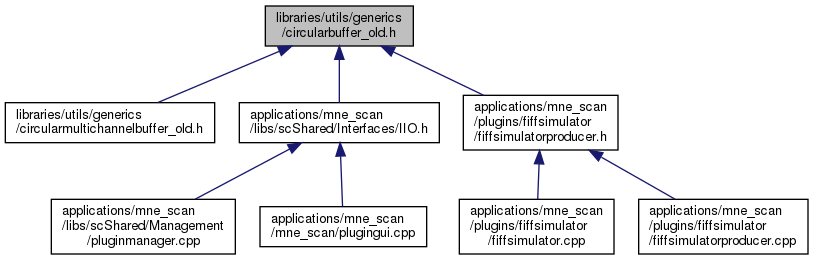 libraries/utils/generics
/circularbuffer_old.h
libraries/utils/generics
/circularmultichannelbuffer_old.h
applications/mne_scan
/libs/scShared/Interfaces/IIO.h
applications/mne_scan
/plugins/fiffsimulator
/fiffsimulatorproducer.h
applications/mne_scan
/libs/scShared/Management
/pluginmanager.cpp
applications/mne_scan
/mne_scan/plugingui.cpp
applications/mne_scan
/plugins/fiffsimulator
/fiffsimulator.cpp
applications/mne_scan
/plugins/fiffsimulator
/fiffsimulatorproducer.cpp